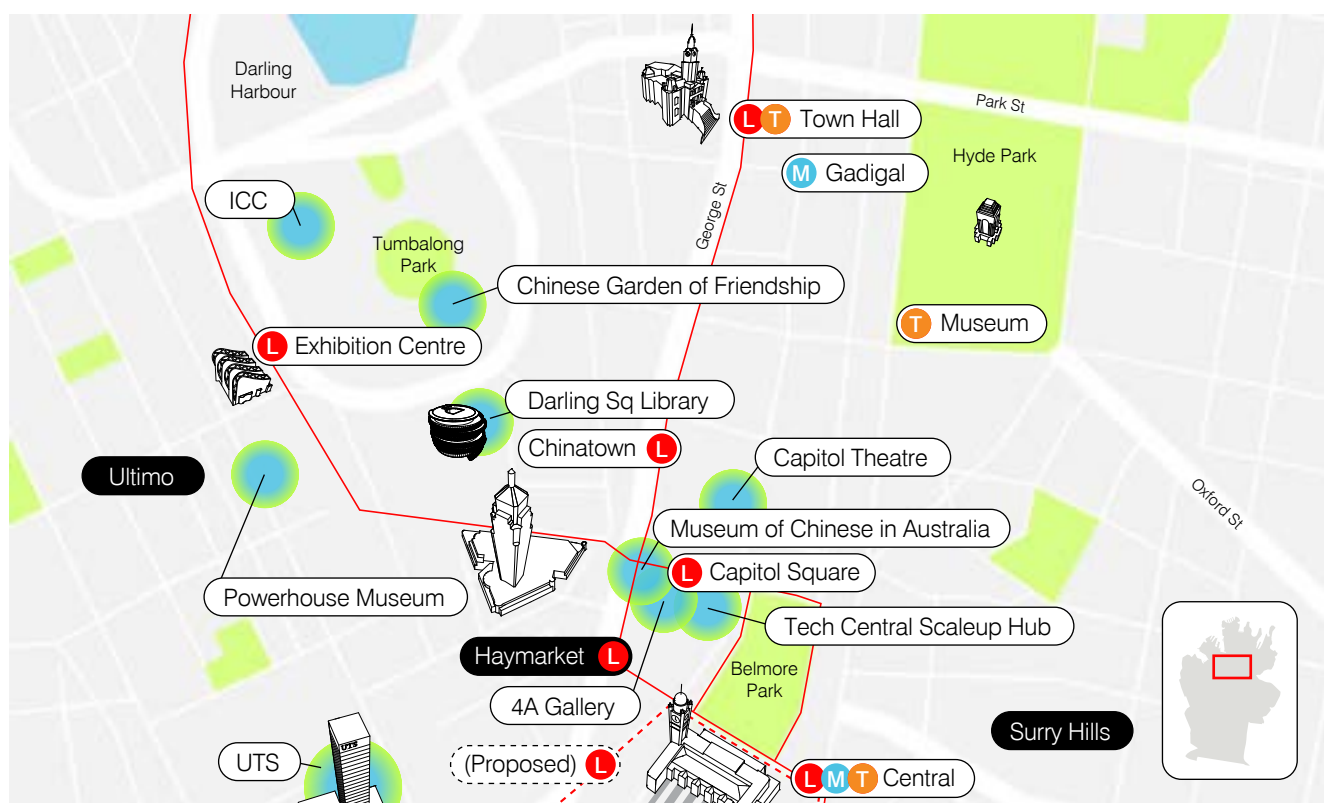 Darling
Harbour
L T Town Hall
Park St
M Gadigal
Hyde Park
ICC
George St
Tumbalong
Park
Chinese Garden of Friendship
T Museum
L Exhibition Centre
Darling Sq Library
Chinatown L
Capitol Theatre
Ultimo
Oxford St
Museum of Chinese in Australia
L Capitol Square
Powerhouse Museum
Tech Central Scaleup Hub
Haymarket L
Belmore
Park
4A Gallery
Surry Hills
UTS
UTS
(Proposed) L
L M T Central